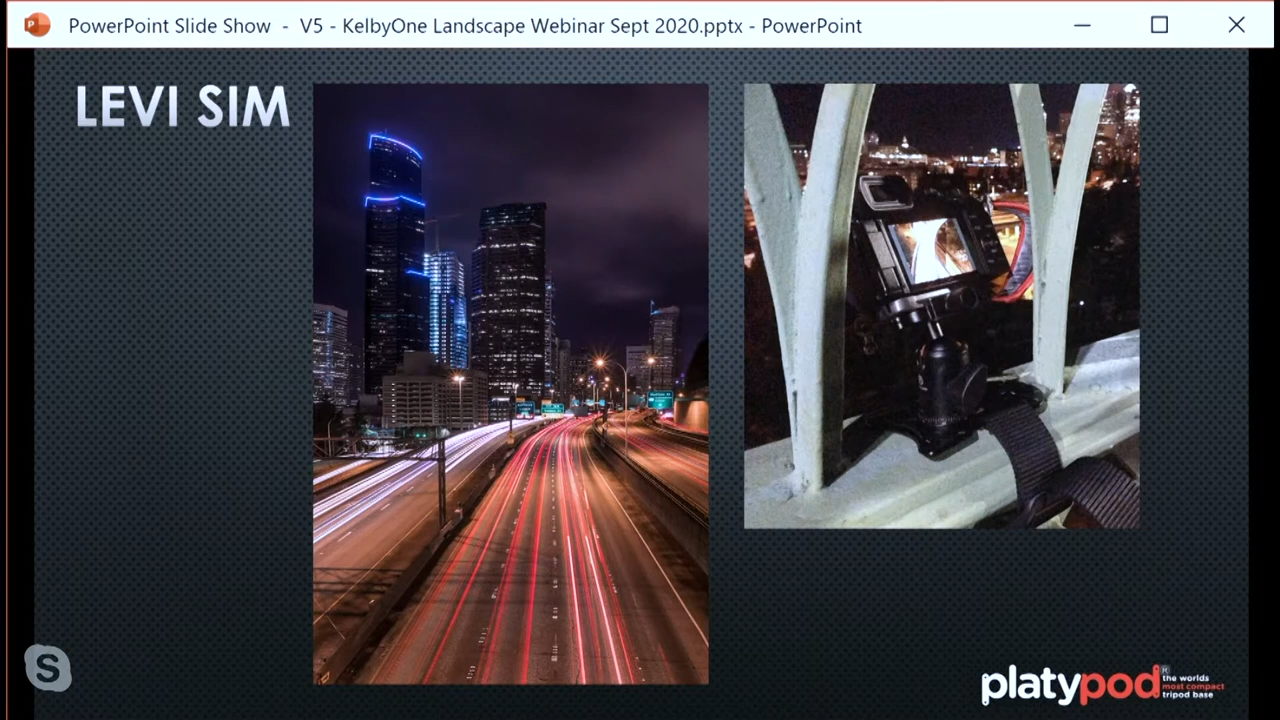 PowerPoint Slide Show - V5 - KelbyOne Landscape Webinar Sept 2020.pptx - PowerPoint
LEVI SIM
S
platypod®
the worlds
most compact
tripod base